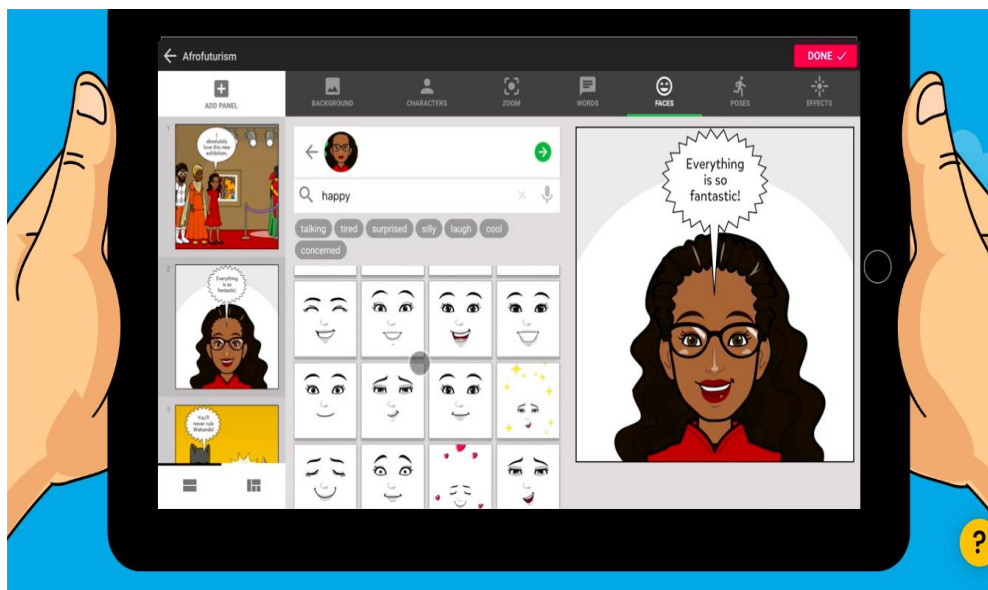 Afrofuturism
DONE
ADD PANEL
BACKGROUND
CHARACTERS
ZOOM
WORDS
FACES
POSES
EFFECTS
1
I
absolutely
love this new
exhibition.
2
Everything
is so
fantastic!
3
You'll
never rule
Wakanda!
happy
talking
tired
surprised
silly
laugh
cool
concerned
Everything
is so
fantastic!
?